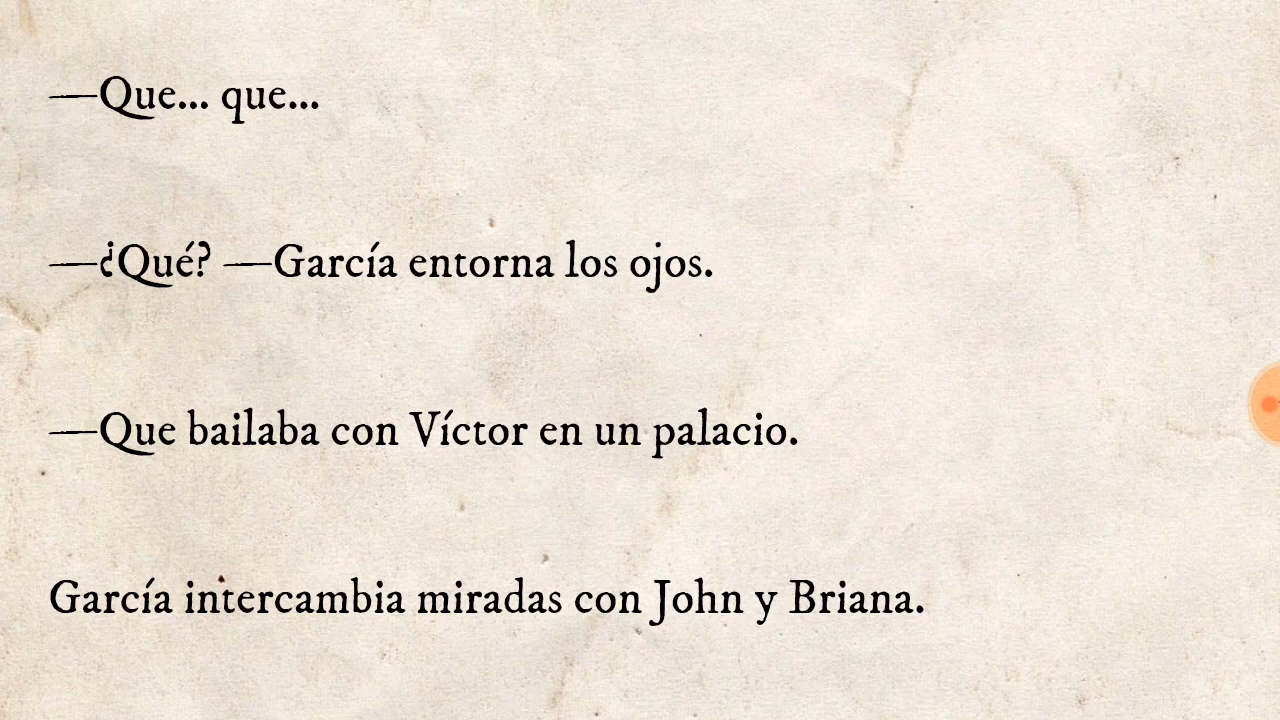 —Que... que...
—¿Qué? —García entorna los ojos.
—Que bailaba con Víctor en un palacio.
García intercambia miradas con John y Briana.